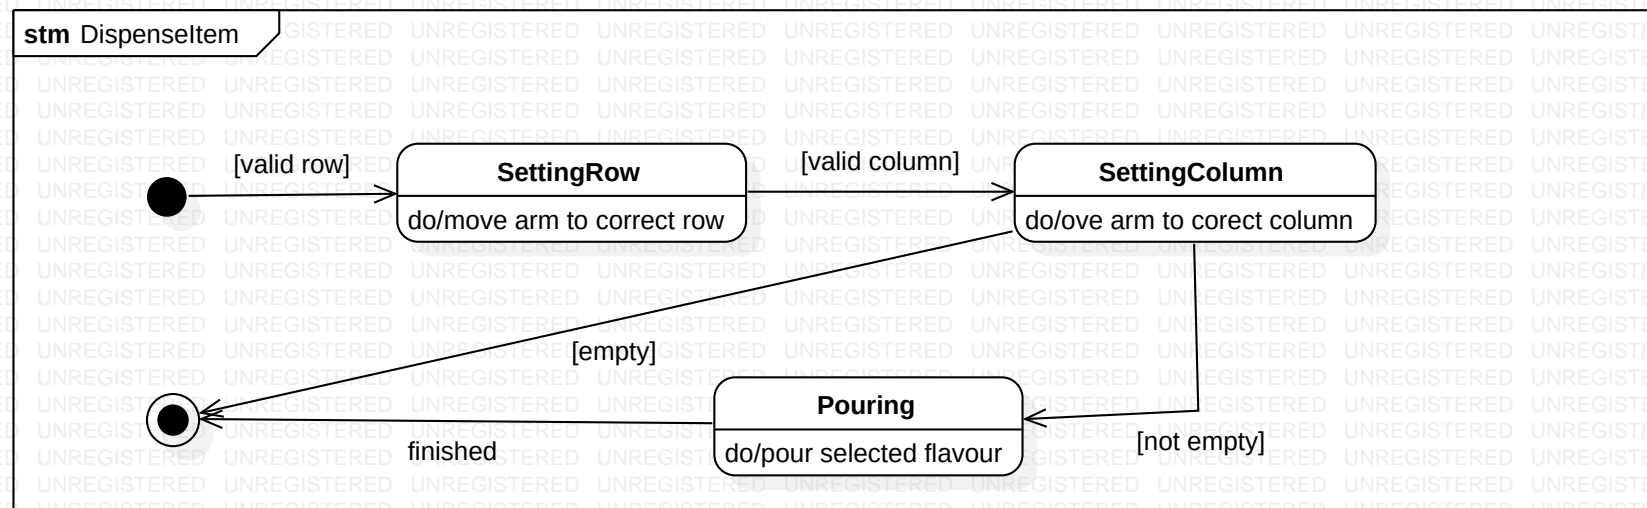 stm DispenseItem
[valid row]
SettingRow
do/move arm to correct row
[valid column]
SettingColumn
do/ove arm to corect column
[empty]
Pouring
do/pour selected flavour
[not empty]
finished
UNREGISTERED